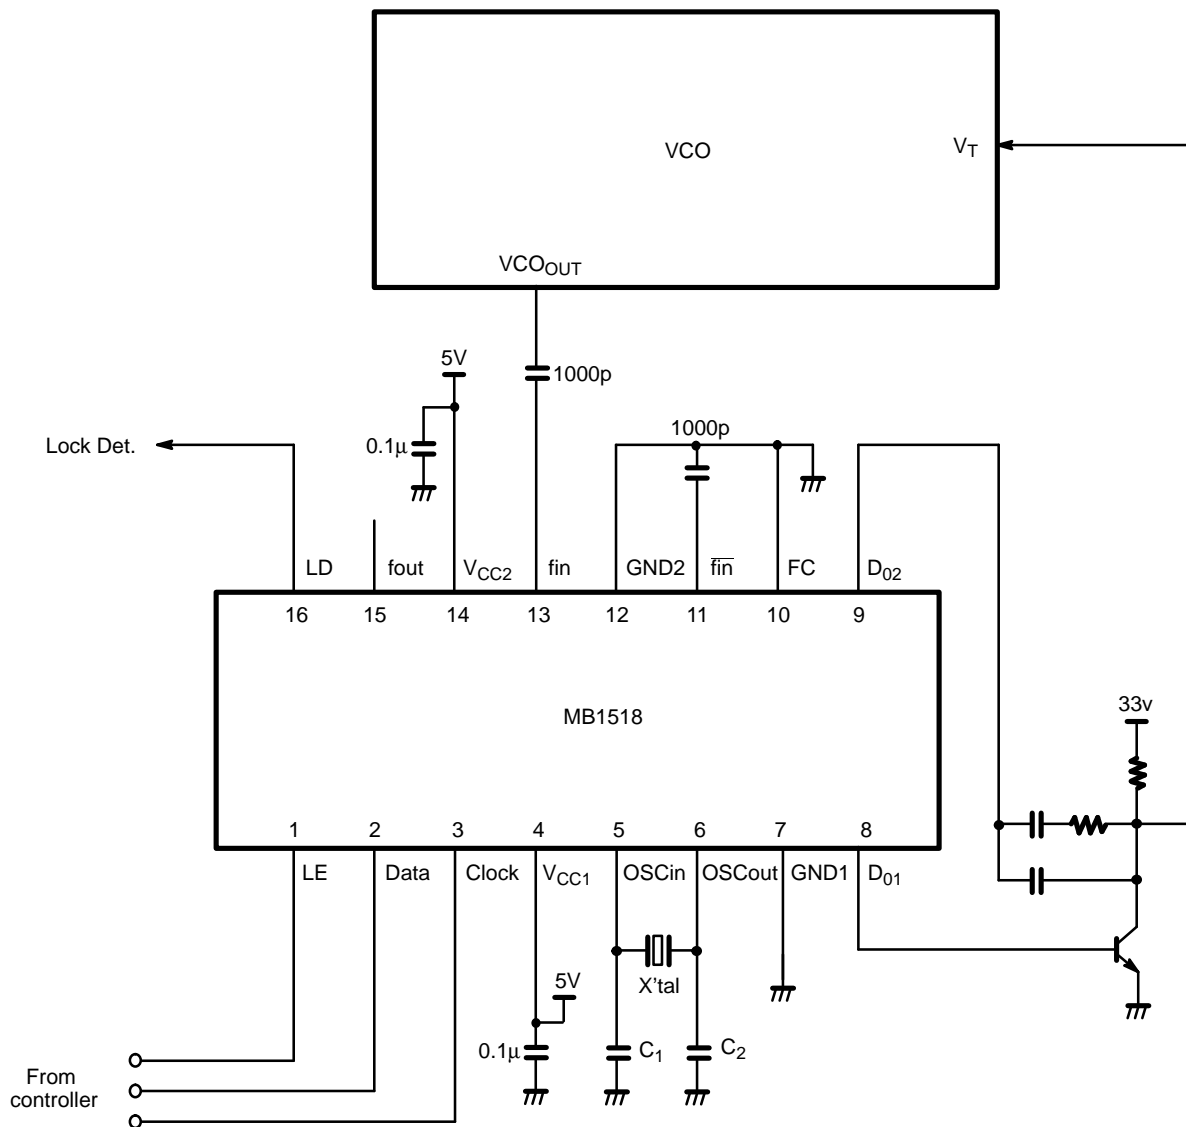 VCO
V_T
VCO_OUT
5V
1000p
0.1µ
1000p
Lock Det.
LD
fout
V_CC2
fin
GND2
f̅i̅n̅
FC
D_02
16
15
14
13
12
11
10
9
MB1518
33v
1
2
3
4
5
6
7
8
LE
Data
Clock
V_CC1
OSCin
OSCout
GND1
D_01
X'tal
5V
0.1µ
C_1
C_2
From
controller